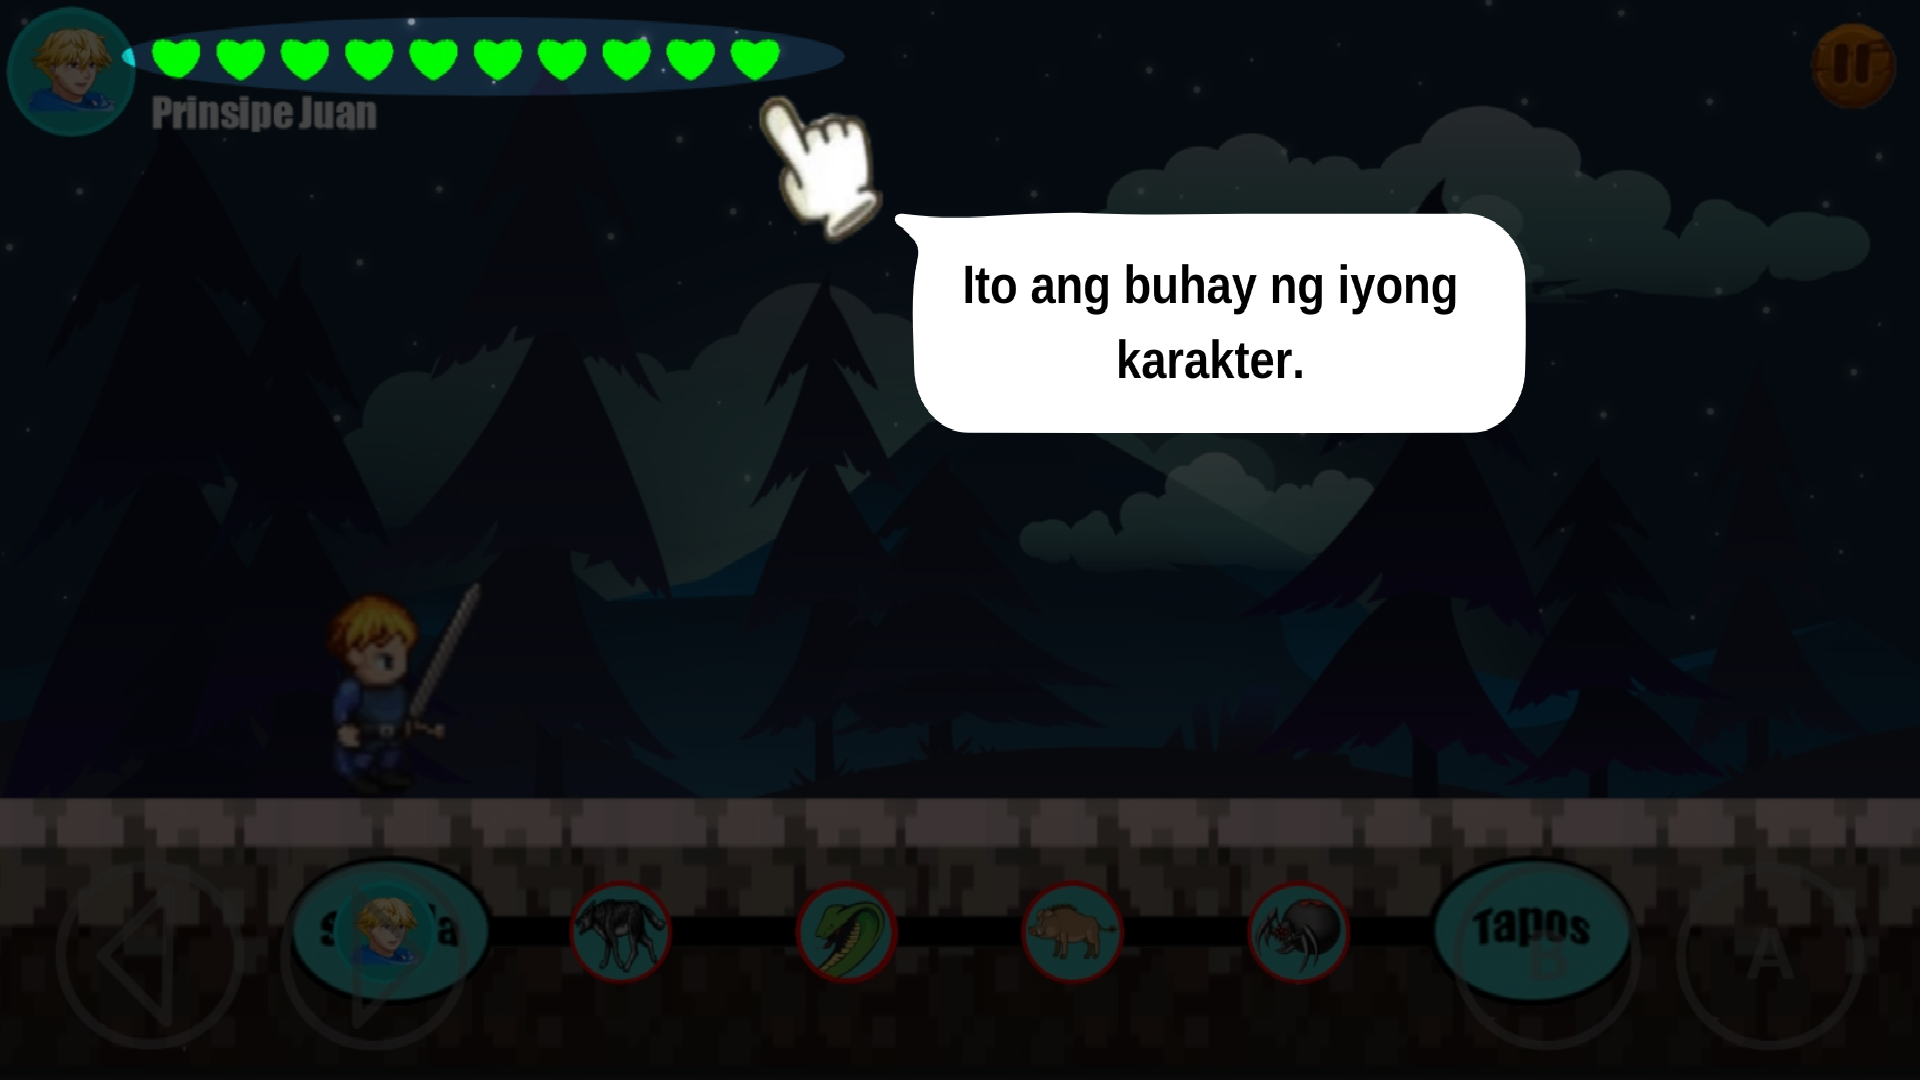 Prinsipe Juan
Ito ang buhay ng iyong
karakter.
Tapos
B
A